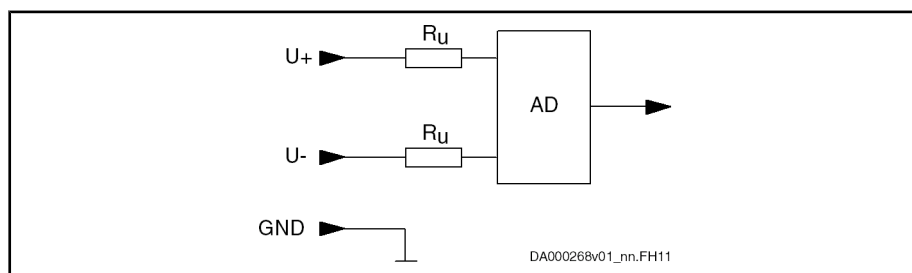 Ru
U+
AD
Ru
U-
GND
DA000268v01_nn.FH11